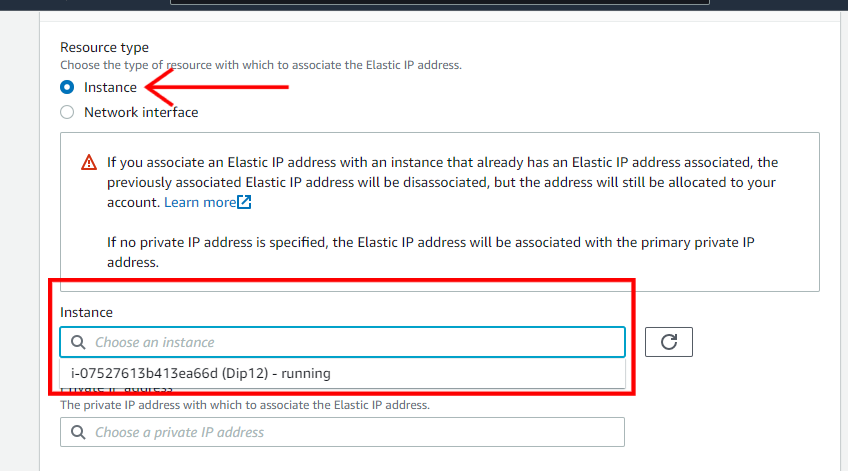 Resource type
Choose the type of resource with which to associate the Elastic IP address.
Instance
Network interface
If you associate an Elastic IP address with an instance that already has an Elastic IP address associated, the
previously associated Elastic IP address will be disassociated, but the address will still be allocated to your
account. Learn more
If no private IP address is specified, the Elastic IP address will be associated with the primary private IP
address.
Instance
Choose an instance
i-07527613b413ea66d (Dip12) - running
Private IP address
The private IP address with which to associate the Elastic IP address.
Choose a private IP address